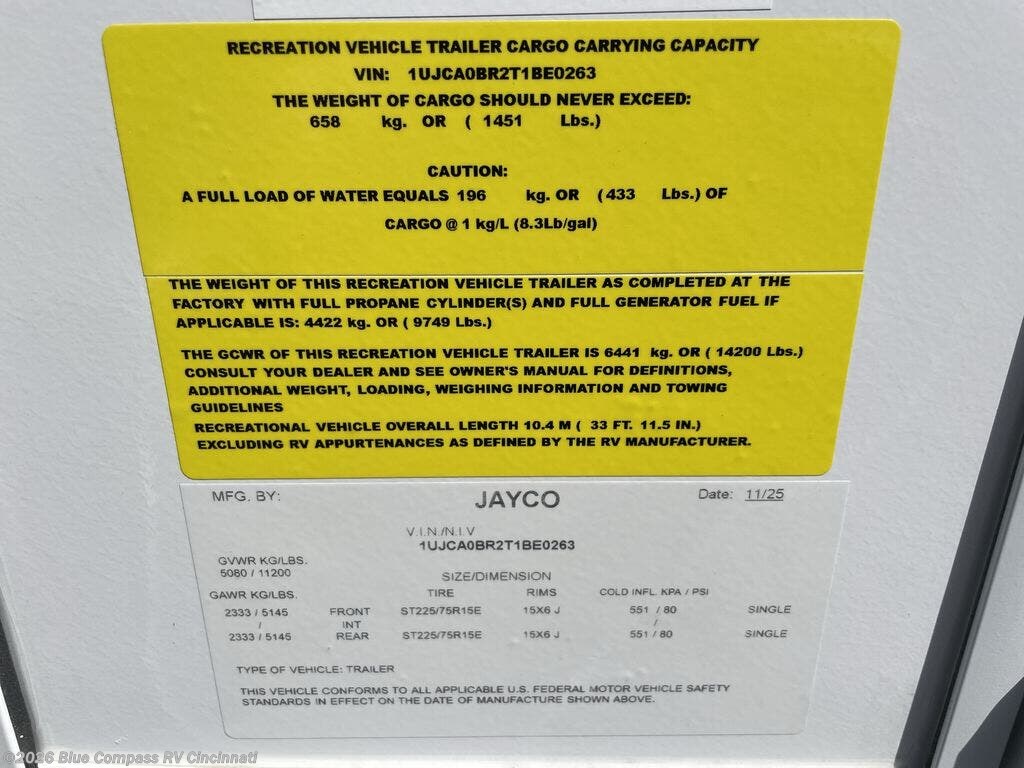 RECREATION VEHICLE TRAILER CARGO CARRYING CAPACITY
VIN: 1UJCA0BR2T1BE0263
THE WEIGHT OF CARGO SHOULD NEVER EXCEED:
658 kg. OR ( 1451 Lbs.)
CAUTION:
A FULL LOAD OF WATER EQUALS 196 kg. OR (433 Lbs.) OF
CARGO @ 1 kg/L (8.3Lb/gal)
THE WEIGHT OF THIS RECREATION VEHICLE TRAILER AS COMPLETED AT THE
FACTORY WITH FULL PROPANE CYLINDER(S) AND FULL GENERATOR FUEL IF
APPLICABLE IS: 4422 kg. OR ( 9749 Lbs.)
THE GCWR OF THIS RECREATION VEHICLE TRAILER IS 6441 kg. OR ( 14200 Lbs.)
CONSULT YOUR DEALER AND SEE OWNER'S MANUAL FOR DEFINITIONS,
ADDITIONAL WEIGHT, LOADING, WEIGHING INFORMATION AND TOWING
GUIDELINES
RECREATIONAL VEHICLE OVERALL LENGTH 10.4 M ( 33 FT. 11.5 IN.)
EXCLUDING RV APPURTENANCES AS DEFINED BY THE RV MANUFACTURER.
MFG. BY: JAYCO Date: 11/25
V.I.N./N.I.V
1UJCA0BR2T1BE0263
GVWR KG/LBS.
5080 / 11200
SIZE/DIMENSION
GAWR KG/LBS. TIRE RIMS COLD INFL. KPA / PSI
2333 / 5145 FRONT ST225/75R15E 15X6 J 551 / 80 SINGLE
/ INT /
2333 / 5145 REAR ST225/75R15E 15X6 J 551 / 80 SINGLE
TYPE OF VEHICLE: TRAILER
THIS VEHICLE CONFORMS TO ALL APPLICABLE U.S. FEDERAL MOTOR VEHICLE SAFETY
STANDARDS IN EFFECT ON THE DATE OF MANUFACTURE SHOWN ABOVE.
©2026 Blue Compass RV Cincinnati